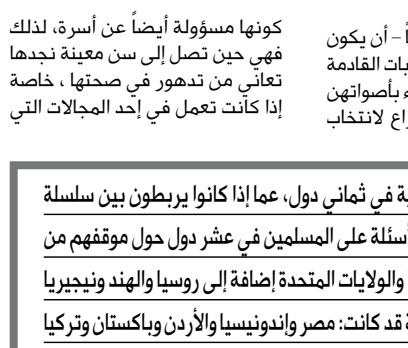 اً – أن يكون
بات القادمة
ء بأصواتهن
راع لانتخاب
كونها مسؤولة أيضاً عن أسرة، لذلك
فهي حين تصل إلى سن معينة نجدها
تعاني من تدهور في صحتها ، خاصة
إذا كانت تعمل في إحد المجالات التي
ية في ثماني دول، عما إذا كانوا يربطون بين سلسلة
أسئلة على المسلمين في عشر دول حول موقفهم من
والولايات المتحدة إضافة إلى روسيا والهند ونيجيريا
ة قد كانت: مصر وإندونيسيا والأردن وباكستان وتركيا